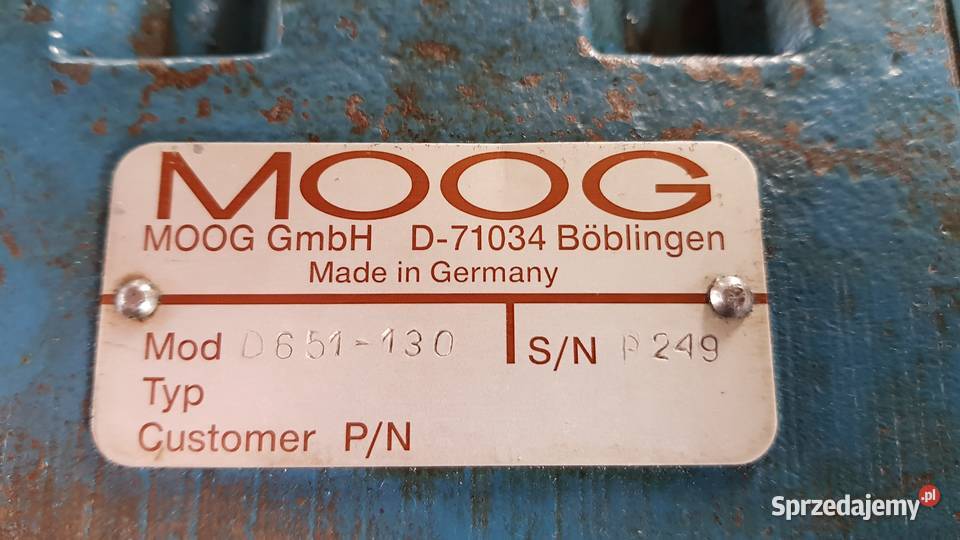 MOOG
MOOG GmbH D-71034 Böblingen
Made in Germany
Mod D651-130 S/N P249
Typ
Customer P/N
Sprzedajemy.pl